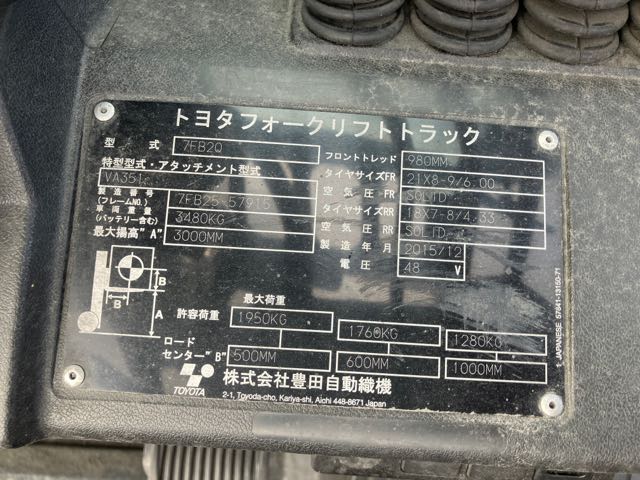 トヨタフォークリフトトラック
型式 7FB20 フロントトレッド 980MM
特型型式・アタッチメント型式 タイヤサイズFR 21X8-9/6.00
VA351 空気圧FR SOLID
製造番号(フレームNO.) 7FB25-57915 タイヤサイズRR 18X7-8/4.33
車両重量(バッテリー含む) 3480KG 空気圧RR SOLID
最大揚高"A" 3000MM 製造年月 2015/12
電圧 48 V
B
B
A
最大荷重
許容荷重 1950KG 1760KG 1280KG
ロードセンター"B" 500MM 600MM 1000MM
TOYOTA 株式会社豊田自動織機
2-1, Toyoda-cho, Kariya-shi, Aichi 448-8671 Japan
1 JAPANESE 57841-13150-71